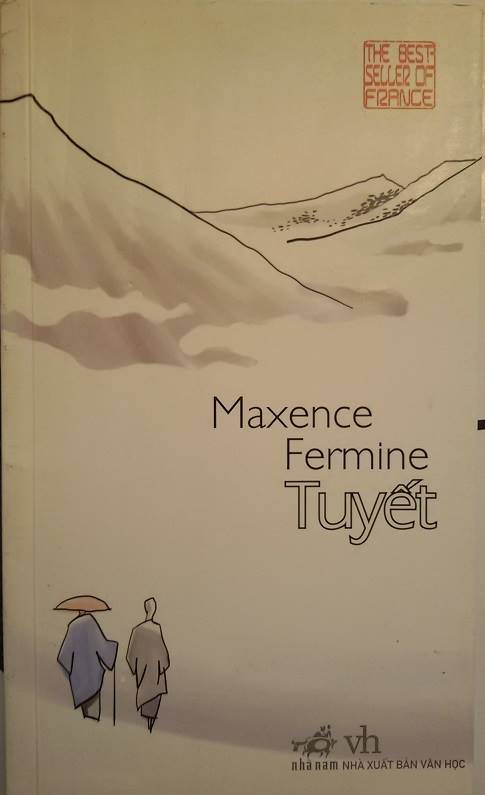 THE BEST-
SELLER OF
FRANCE
Maxence
Fermine
Tuyết
vh
nhã nam NHÀ XUẤT BẢN VĂN HỌC